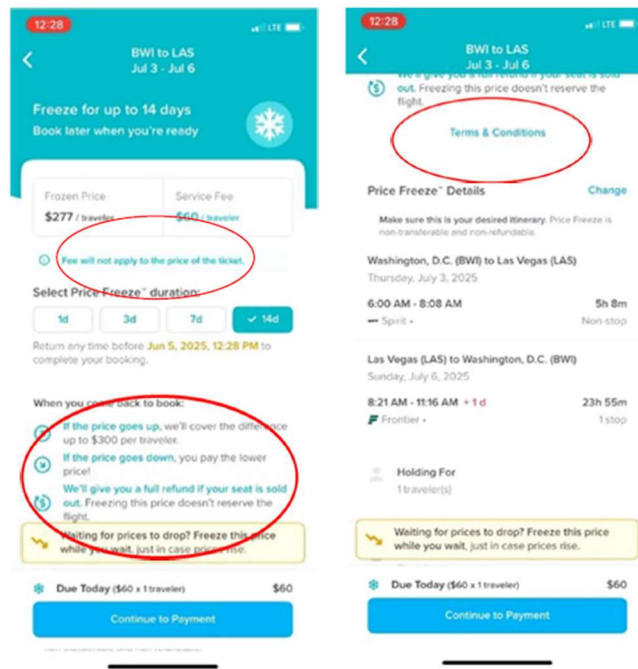 12:28
LTE
BWI to LAS
Jul 3 - Jul 6
Freeze for up to 14 days
Book later when you're ready
Frozen Price
$277 / traveler
Service Fee
$60 / traveler
Fee will not apply to the price of the ticket.
Select Price Freeze™ duration:
1d
3d
7d
✓ 14d
Return any time before Jun 5, 2025, 12:28 PM to
complete your booking.
When you come back to book:
If the price goes up, we'll cover the difference
up to $300 per traveler.
If the price goes down, you pay the lower
price!
We'll give you a full refund if your seat is sold
out. Freezing this price doesn't reserve the
flight.
Waiting for prices to drop? Freeze this price
while you wait, just in case prices rise.
Due Today ($60 x 1 traveler)
$60
Continue to Payment
12:28
LTE
BWI to LAS
Jul 3 - Jul 6
We'll give you a full refund if your seat is sold
out. Freezing this price doesn't reserve the
flight.
Terms & Conditions
Price Freeze™ Details
Change
Make sure this is your desired itinerary. Price Freeze is
non-transferable and non-refundable.
Washington, D.C. (BWI) to Las Vegas (LAS)
Thursday, July 3, 2025
6:00 AM - 8:08 AM
5h 8m
Spirit •
Non-stop
Las Vegas (LAS) to Washington, D.C. (BWI)
Sunday, July 6, 2025
8:21 AM - 11:16 AM + 1 d
23h 55m
Frontier •
1 stop
Holding For
1 traveler(s)
Waiting for prices to drop? Freeze this price
while you wait, just in case prices rise.
Due Today ($60 x 1 traveler)
$60
Continue to Payment